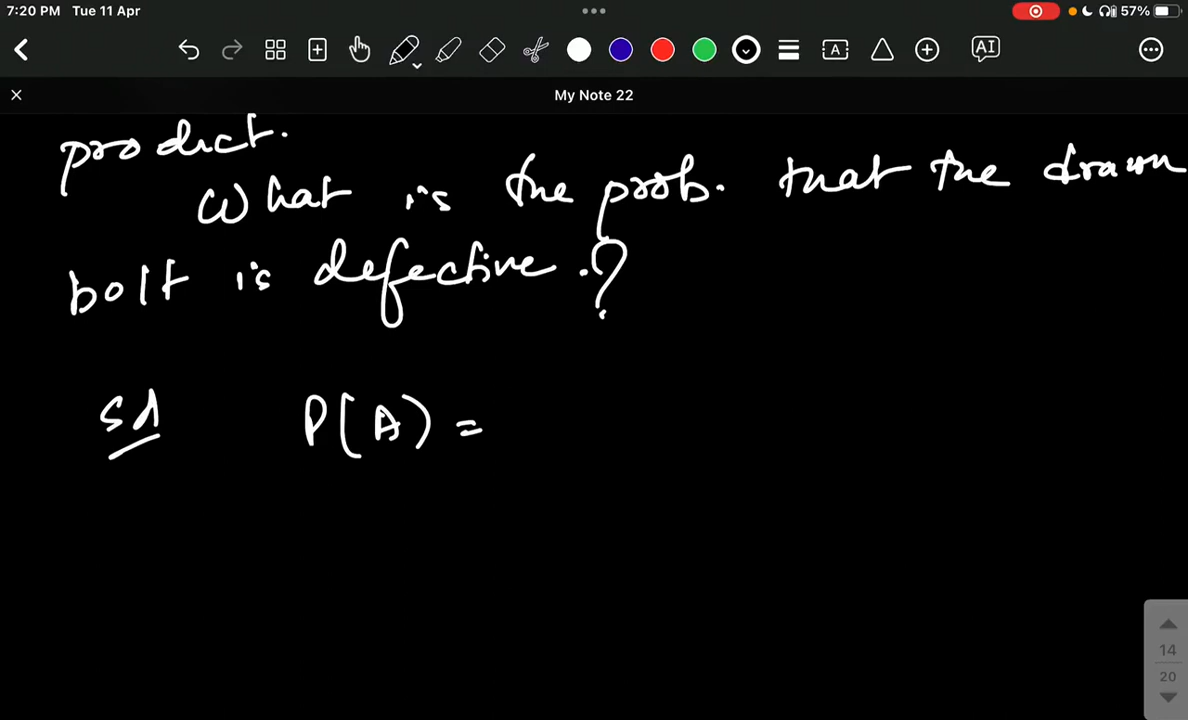 7:20 PM Tue 11 Apr
57%
A
AI
My Note 22
product.
What is the prob. that the drawn
bolt is defective.?
Sol P(A) =
14
20